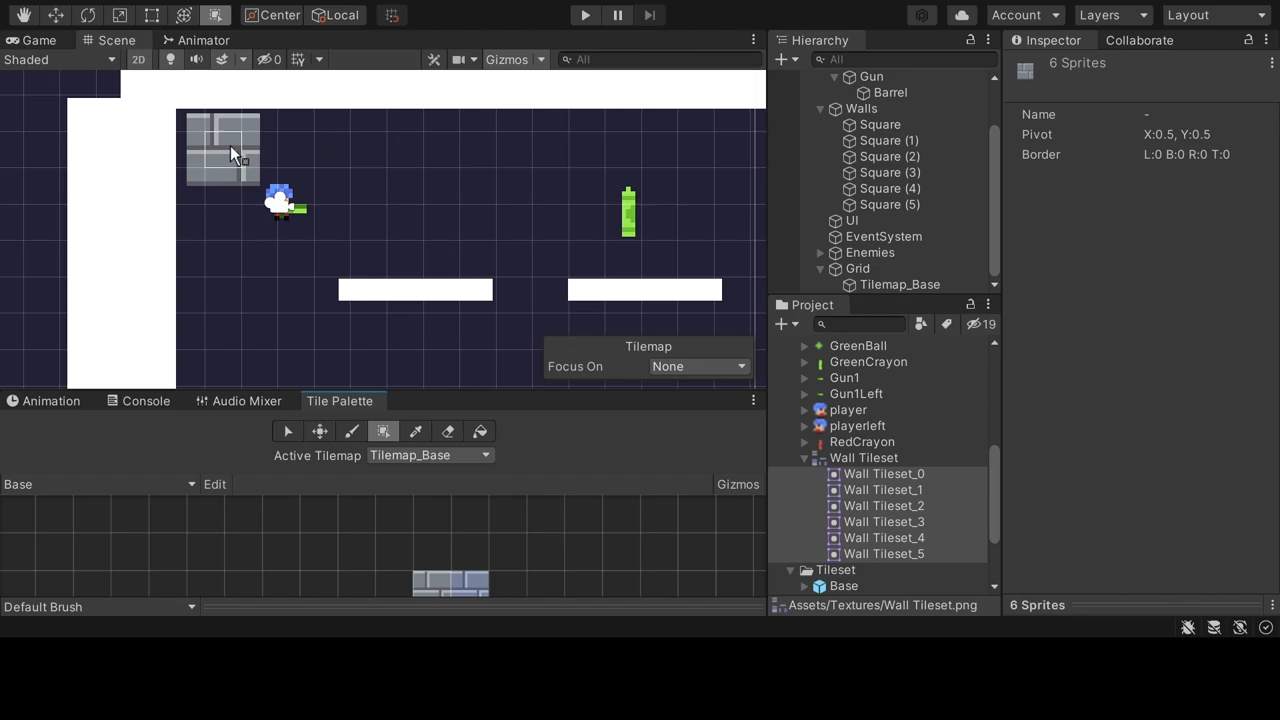 Center Local Account Layers Layout
Game Scene Animator Hierarchy Inspector Collaborate
Shaded 2D 0 Gizmos All All
6 Sprites
Gun
Barrel
Walls
Square
Square (1)
Square (2)
Square (3)
Square (4)
Square (5)
UI
EventSystem
Enemies
Grid
Tilemap_Base
Name -
Pivot X:0.5, Y:0.5
Border L:0 B:0 R:0 T:0
Tilemap
Focus On None
Project
19
GreenBall
GreenCrayon
Gun1
Gun1Left
player
playerleft
RedCrayon
Wall Tileset
Wall Tileset_0
Wall Tileset_1
Wall Tileset_2
Wall Tileset_3
Wall Tileset_4
Wall Tileset_5
Tileset
Base
Assets/Textures/Wall Tileset.png
6 Sprites
Animation Console Audio Mixer Tile Palette
Active Tilemap Tilemap_Base
Base Edit Gizmos
Default Brush